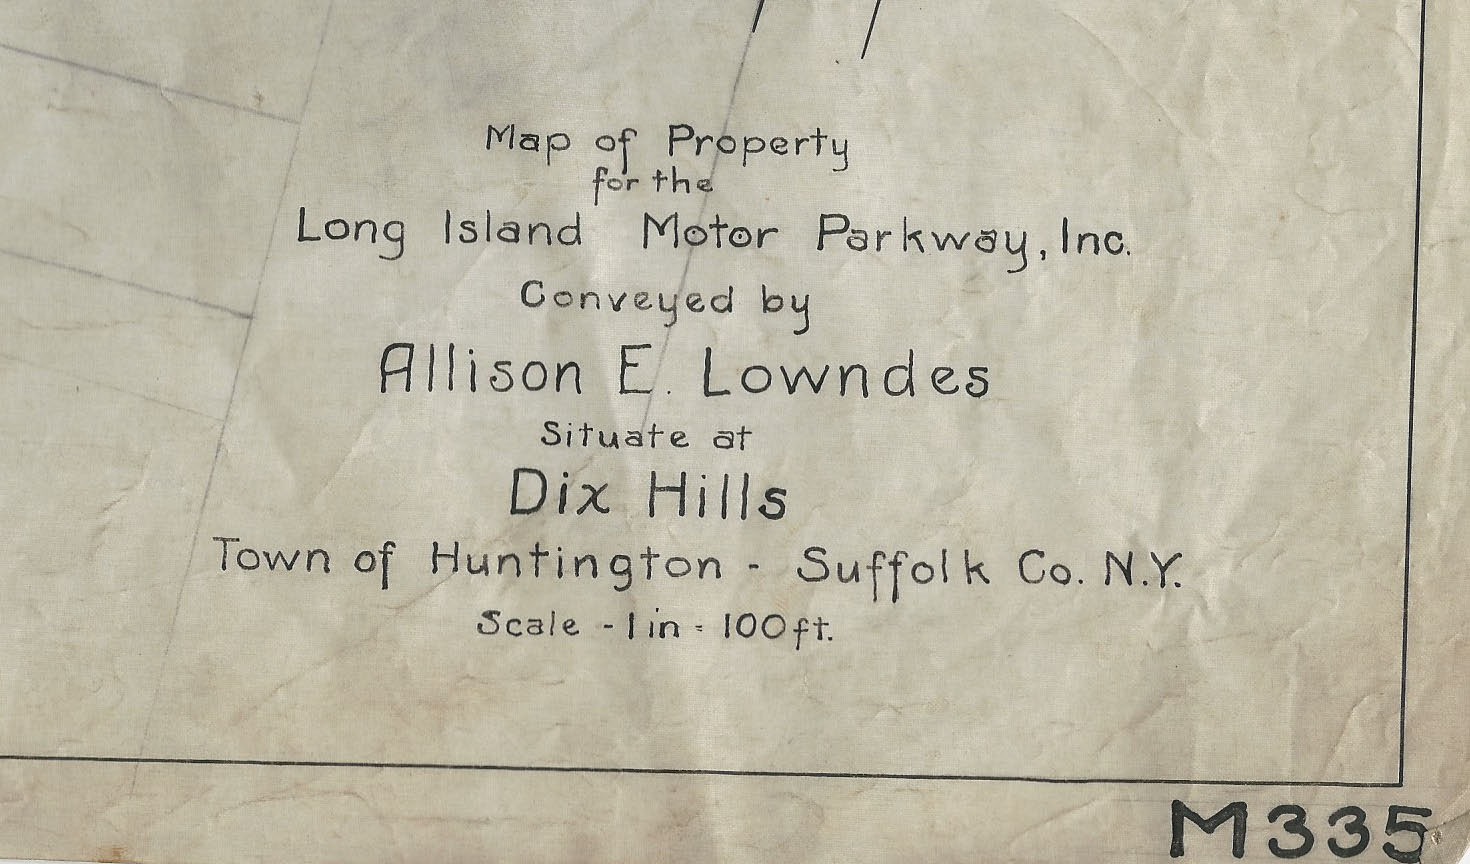 Map of Property
for the
Long Island Motor Parkway, Inc.
Conveyed by
Allison E. Lowndes
Situate at
Dix Hills
Town of Huntington - Suffolk Co. N.Y.
Scale - 1 in = 100 ft.
M335